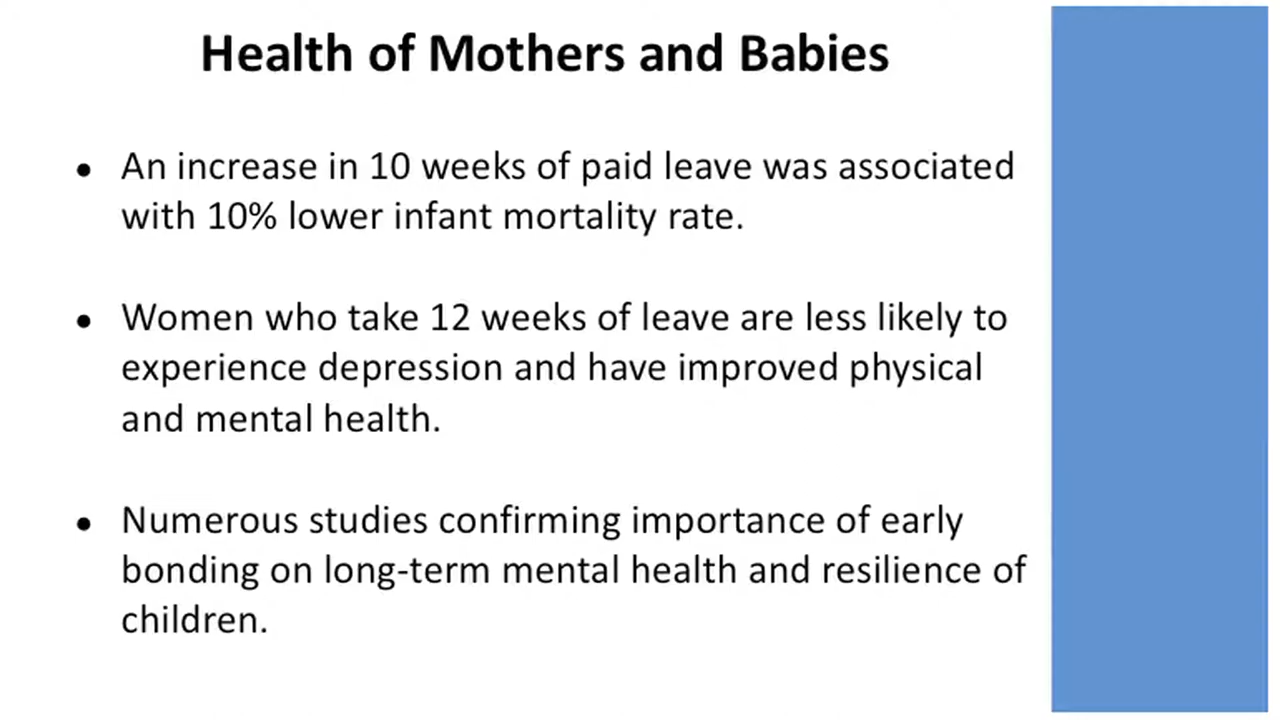 Health of Mothers and Babies
• An increase in 10 weeks of paid leave was associated
with 10% lower infant mortality rate.
• Women who take 12 weeks of leave are less likely to
experience depression and have improved physical
and mental health.
• Numerous studies confirming importance of early
bonding on long-term mental health and resilience of
children.